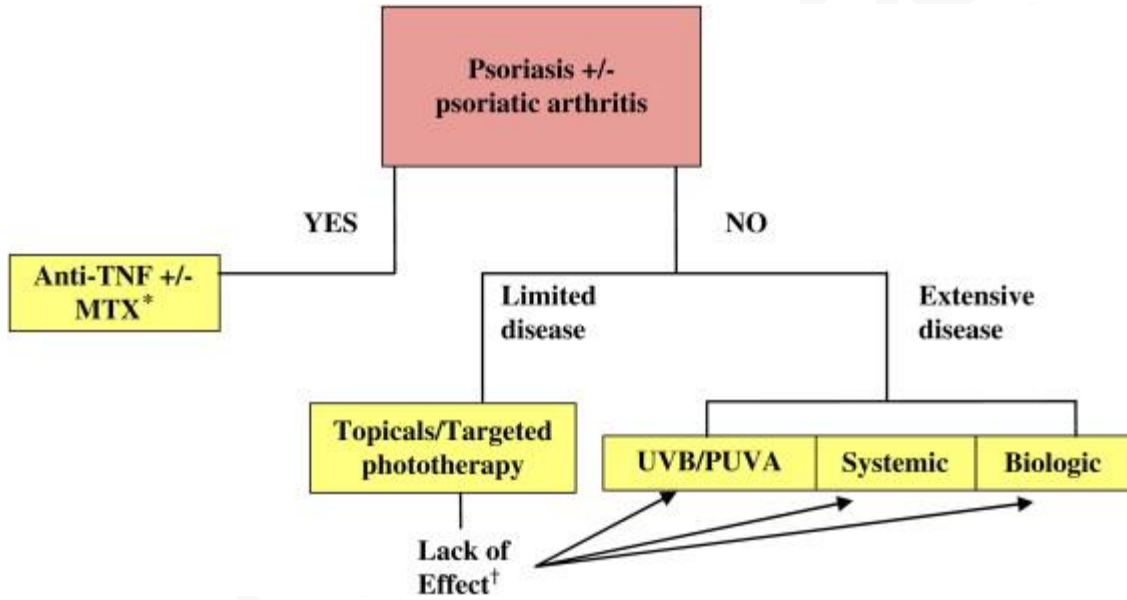 Psoriasis +/-
psoriatic arthritis
YES
NO
Anti-TNF +/-
MTX*
Limited
disease
Extensive
disease
Topicals/Targeted
phototherapy
UVB/PUVA
Systemic
Biologic
Lack of
Effect†